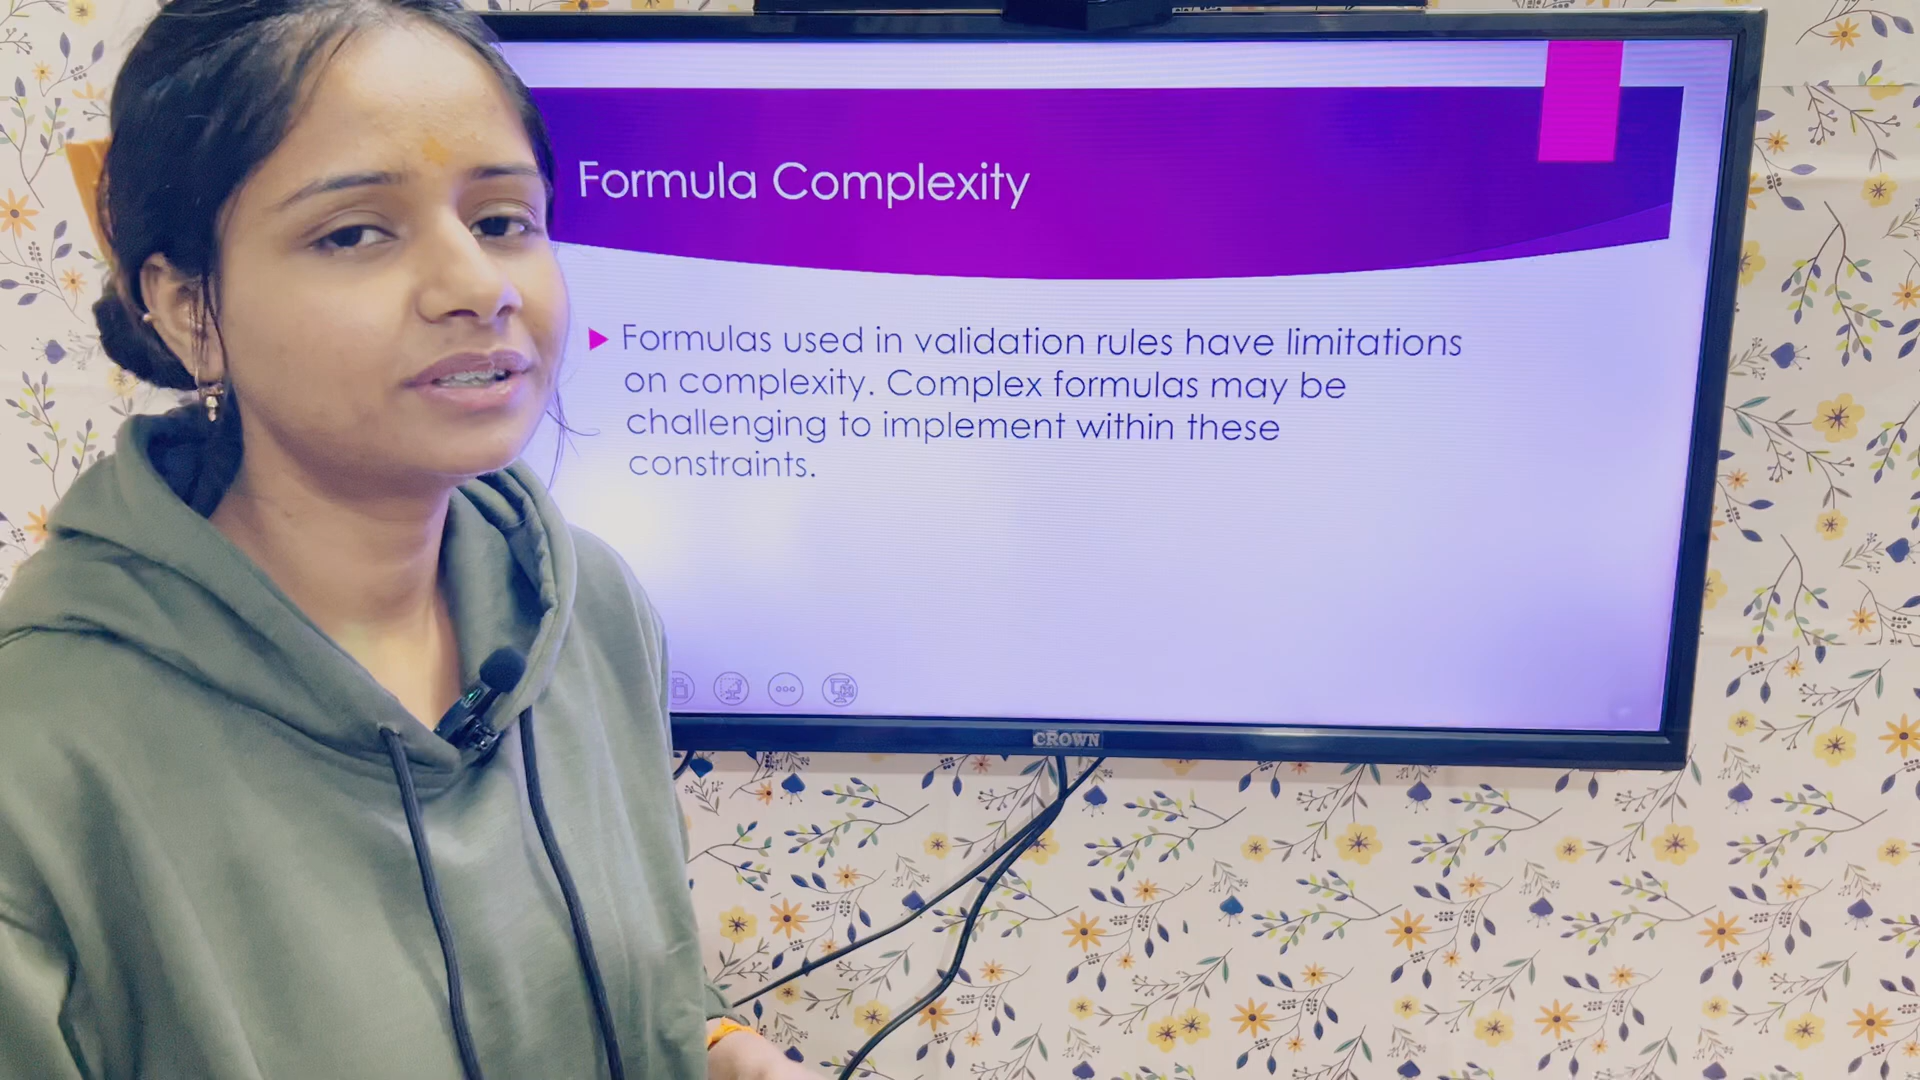 Formula Complexity
Formulas used in validation rules have limitations
on complexity. Complex formulas may be
challenging to implement within these
constraints.
CROWN